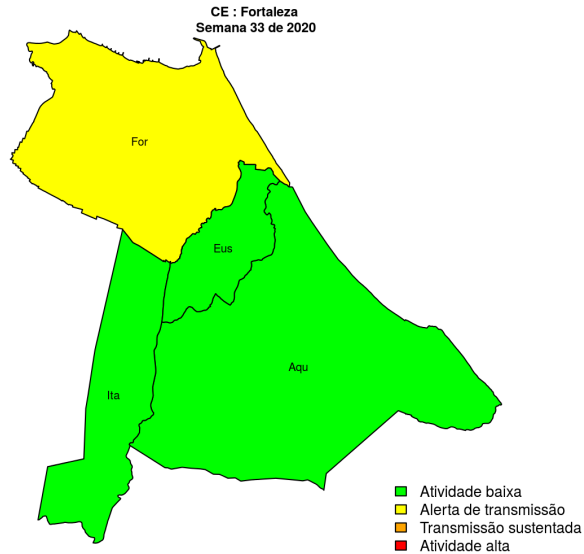 CE : Fortaleza
Semana 33 de 2020
For
Eus
Aqu
Ita
Atividade baixa
Alerta de transmissão
Transmissão sustentada
Atividade alta